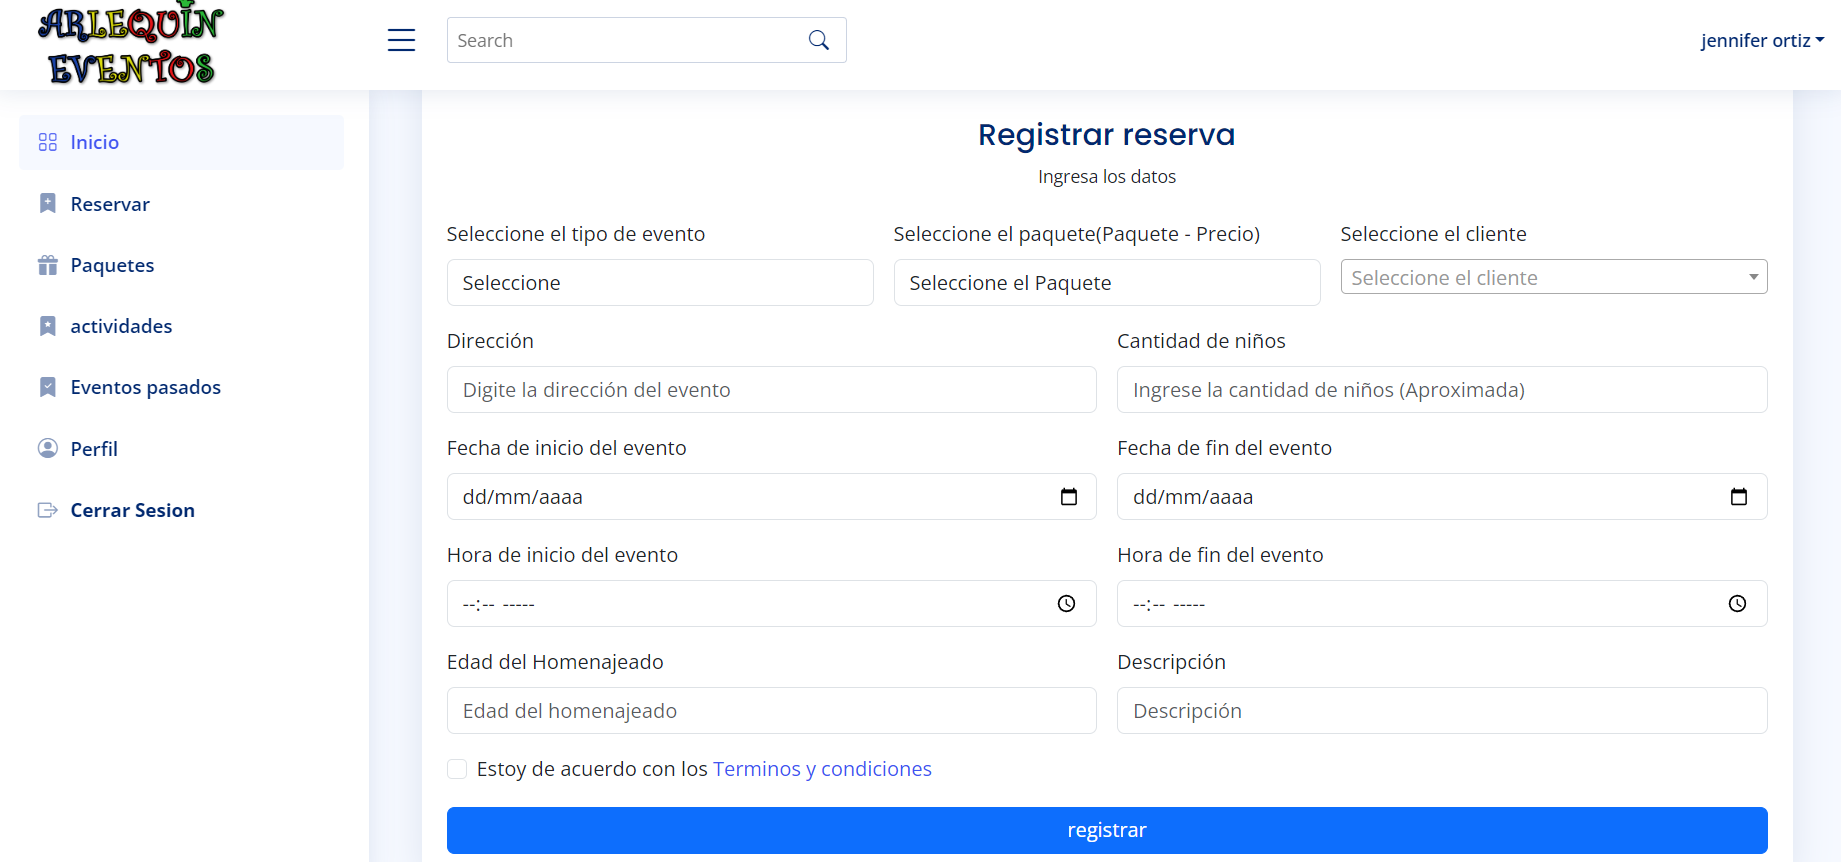 ARLEQUIN
EVENTOS
Search
jennifer ortiz
Inicio
Reservar
Paquetes
actividades
Eventos pasados
Perfil
Cerrar Sesion
Registrar reserva
Ingresa los datos
Seleccione el tipo de evento
Seleccione
Seleccione el paquete(Paquete - Precio)
Seleccione el Paquete
Seleccione el cliente
Seleccione el cliente
Dirección
Digite la dirección del evento
Cantidad de niños
Ingrese la cantidad de niños (Aproximada)
Fecha de inicio del evento
dd/mm/aaaa
Fecha de fin del evento
dd/mm/aaaa
Hora de inicio del evento
--:-- -----
Hora de fin del evento
--:-- -----
Edad del Homenajeado
Edad del homenajeado
Descripción
Descripción
Estoy de acuerdo con los Terminos y condiciones
registrar